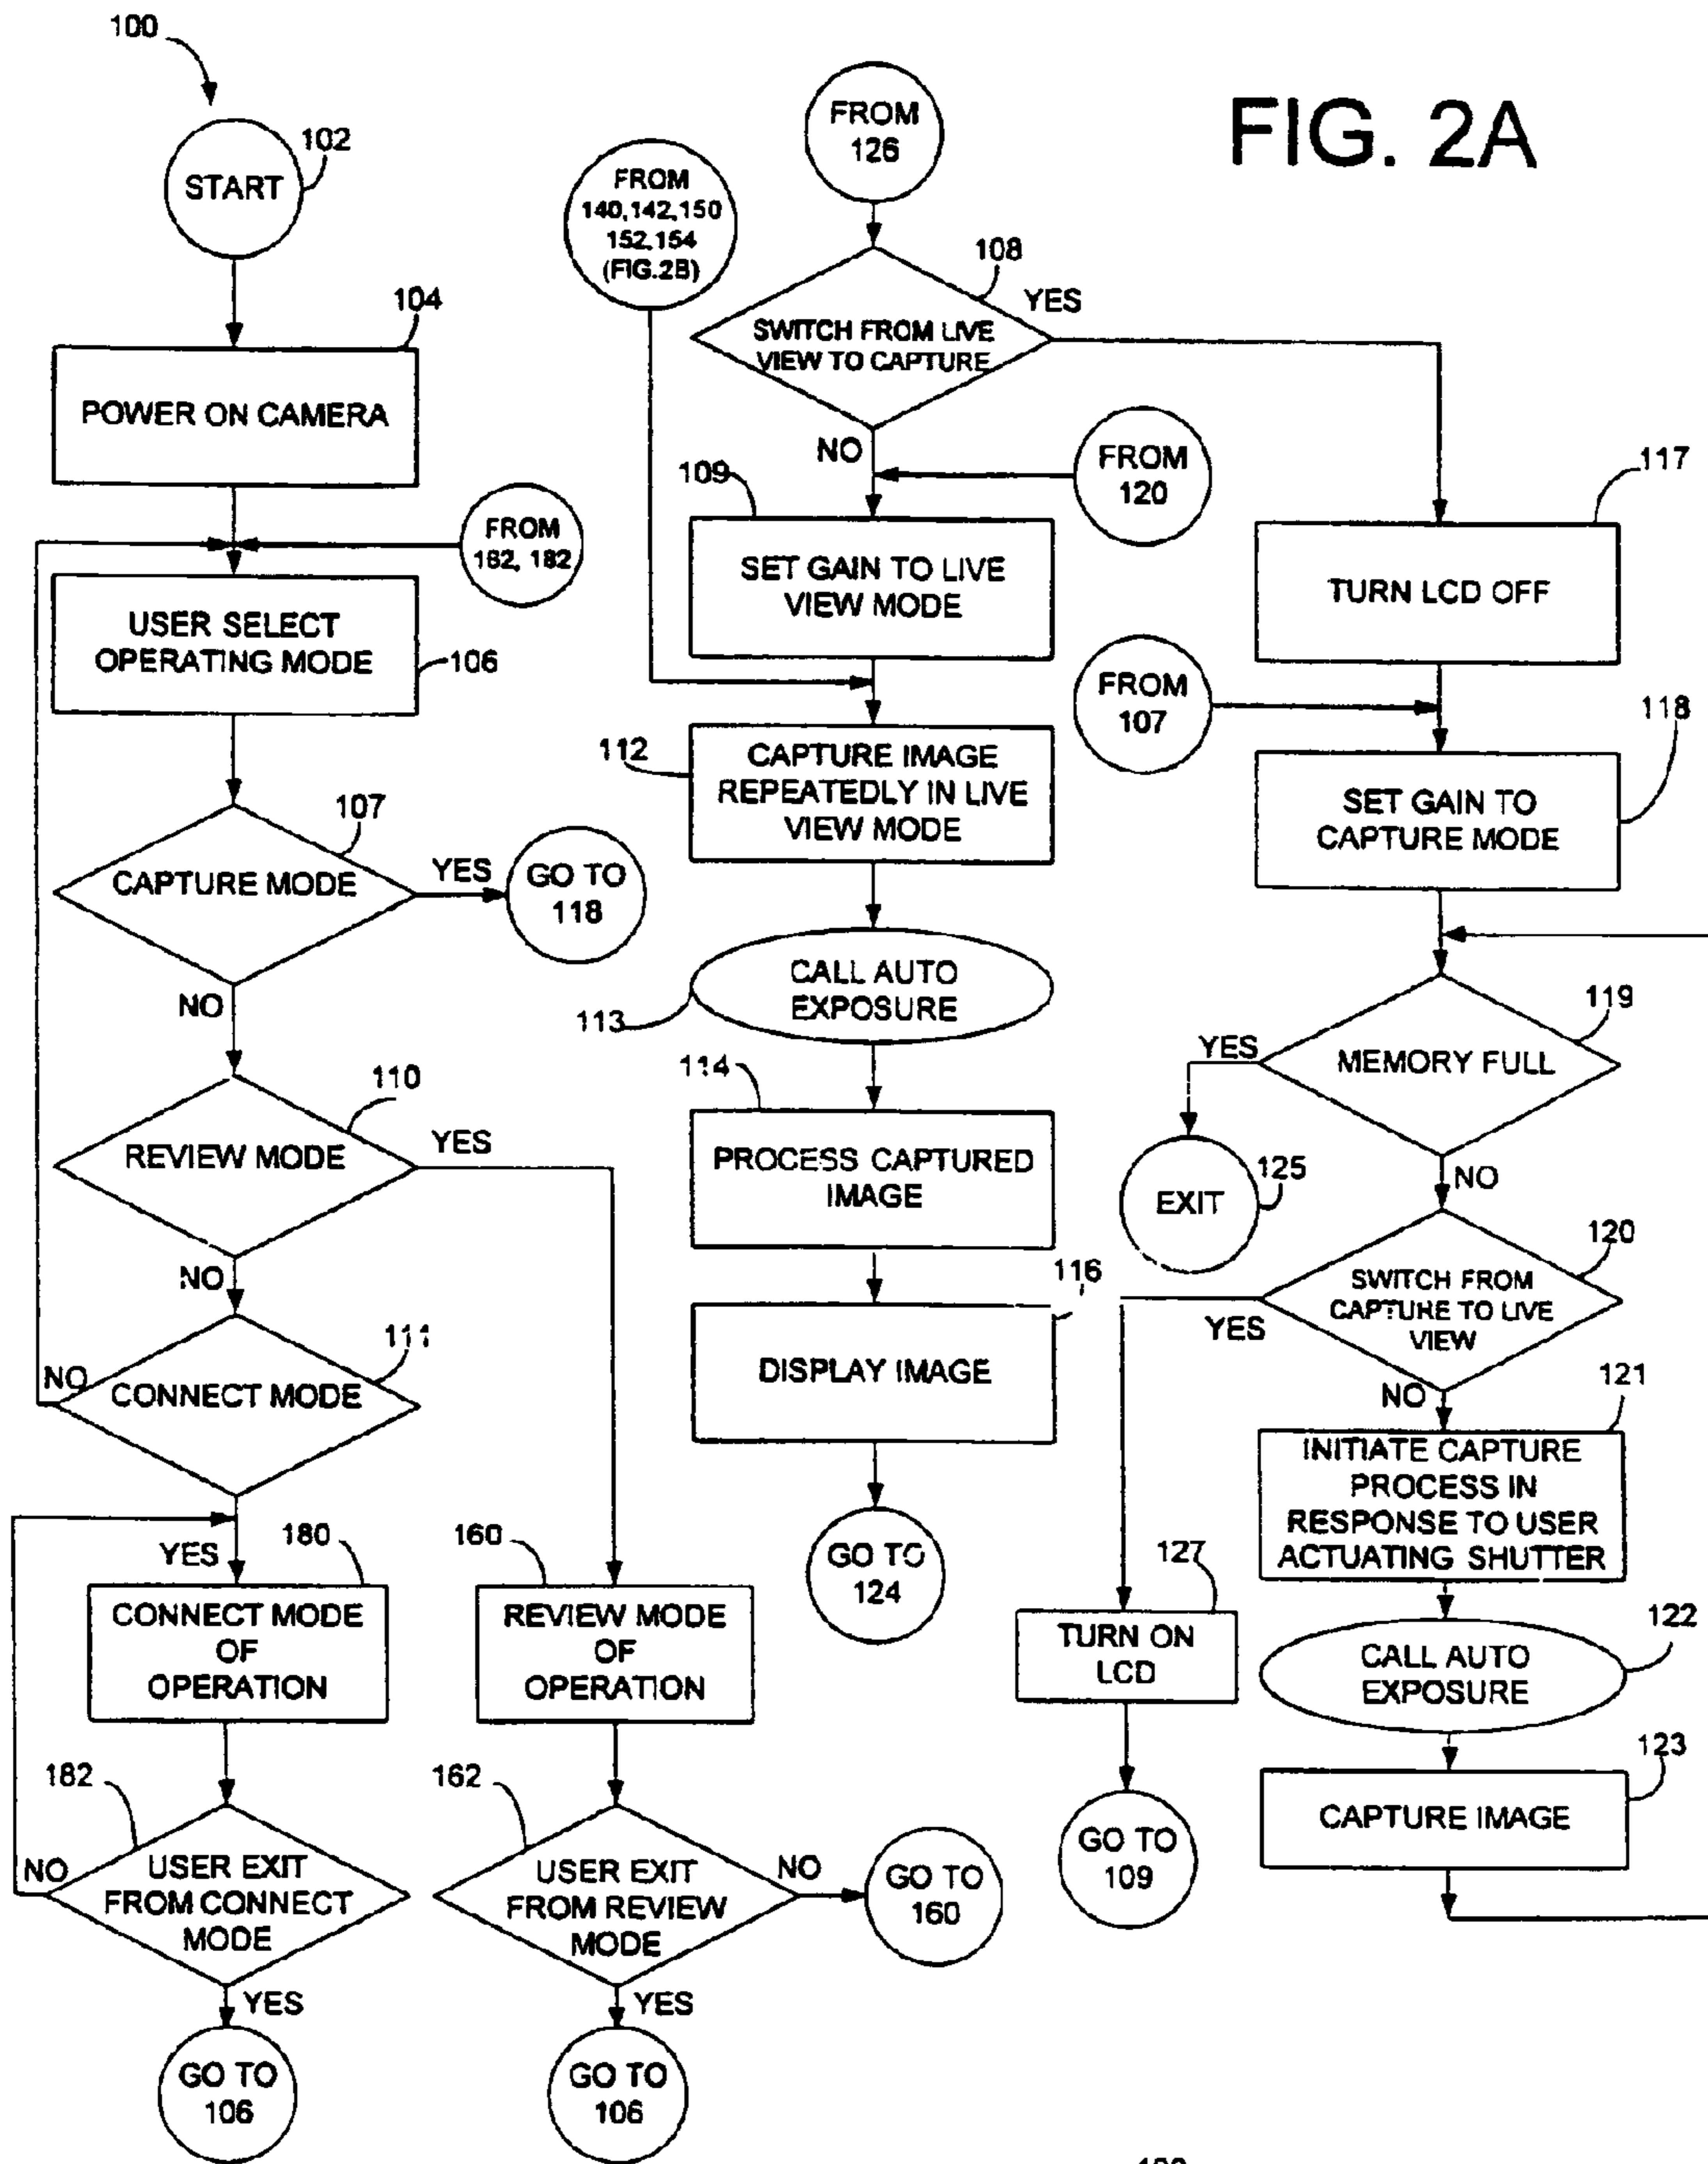 FIG. 2A
100
START
102
104
POWER ON CAMERA
FROM
162, 182
USER SELECT
OPERATING MODE
106
107
CAPTURE MODE
YES
GO TO
118
NO
110
REVIEW MODE
YES
NO
111
CONNECT MODE
NO
YES
180
CONNECT MODE
OF
OPERATION
160
REVIEW MODE
OF
OPERATION
182
USER EXIT
FROM CONNECT
MODE
NO
YES
GO TO
106
162
USER EXIT
FROM REVIEW
MODE
NO
GO TO
160
YES
GO TO
106
FROM
140,142,150
152,154
(FIG.2B)
FROM
126
108
SWITCH FROM LIVE
VIEW TO CAPTURE
YES
NO
FROM
120
109
SET GAIN TO LIVE
VIEW MODE
112
CAPTURE IMAGE
REPEATEDLY IN LIVE
VIEW MODE
CALL AUTO
EXPOSURE
113
114
PROCESS CAPTURED
IMAGE
116
DISPLAY IMAGE
GO TO
124
117
TURN LCD OFF
FROM
107
118
SET GAIN TO
CAPTURE MODE
119
MEMORY FULL
YES
EXIT
125
NO
120
SWITCH FROM
CAPTURE TO LIVE
VIEW
YES
NO
121
INITIATE CAPTURE
PROCESS IN
RESPONSE TO USER
ACTUATING SHUTTER
127
TURN ON
LCD
GO TO
109
122
CALL AUTO
EXPOSURE
123
CAPTURE IMAGE